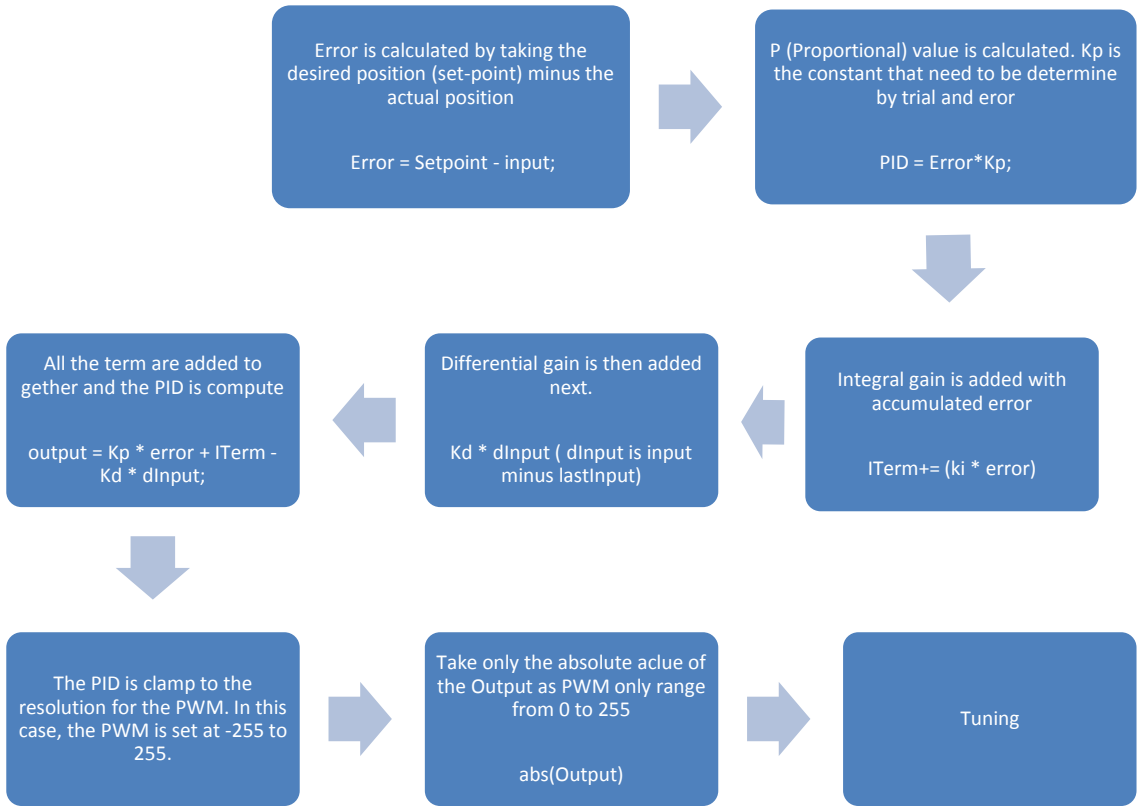 Error is calculated by taking the
desired position (set-point) minus the
actual position
Error = Setpoint - input;
P (Proportional) value is calculated. Kp is
the constant that need to be determine
by trial and eror
PID = Error*Kp;
Integral gain is added with
accumulated error
ITerm+= (ki * error)
Differential gain is then added
next.
Kd * dInput ( dInput is input
minus lastInput)
All the term are added to
gether and the PID is compute
output = Kp * error + ITerm -
Kd * dInput;
The PID is clamp to the
resolution for the PWM. In this
case, the PWM is set at -255 to
255.
Take only the absolute aclue of
the Output as PWM only range
from 0 to 255
abs(Output)
Tuning